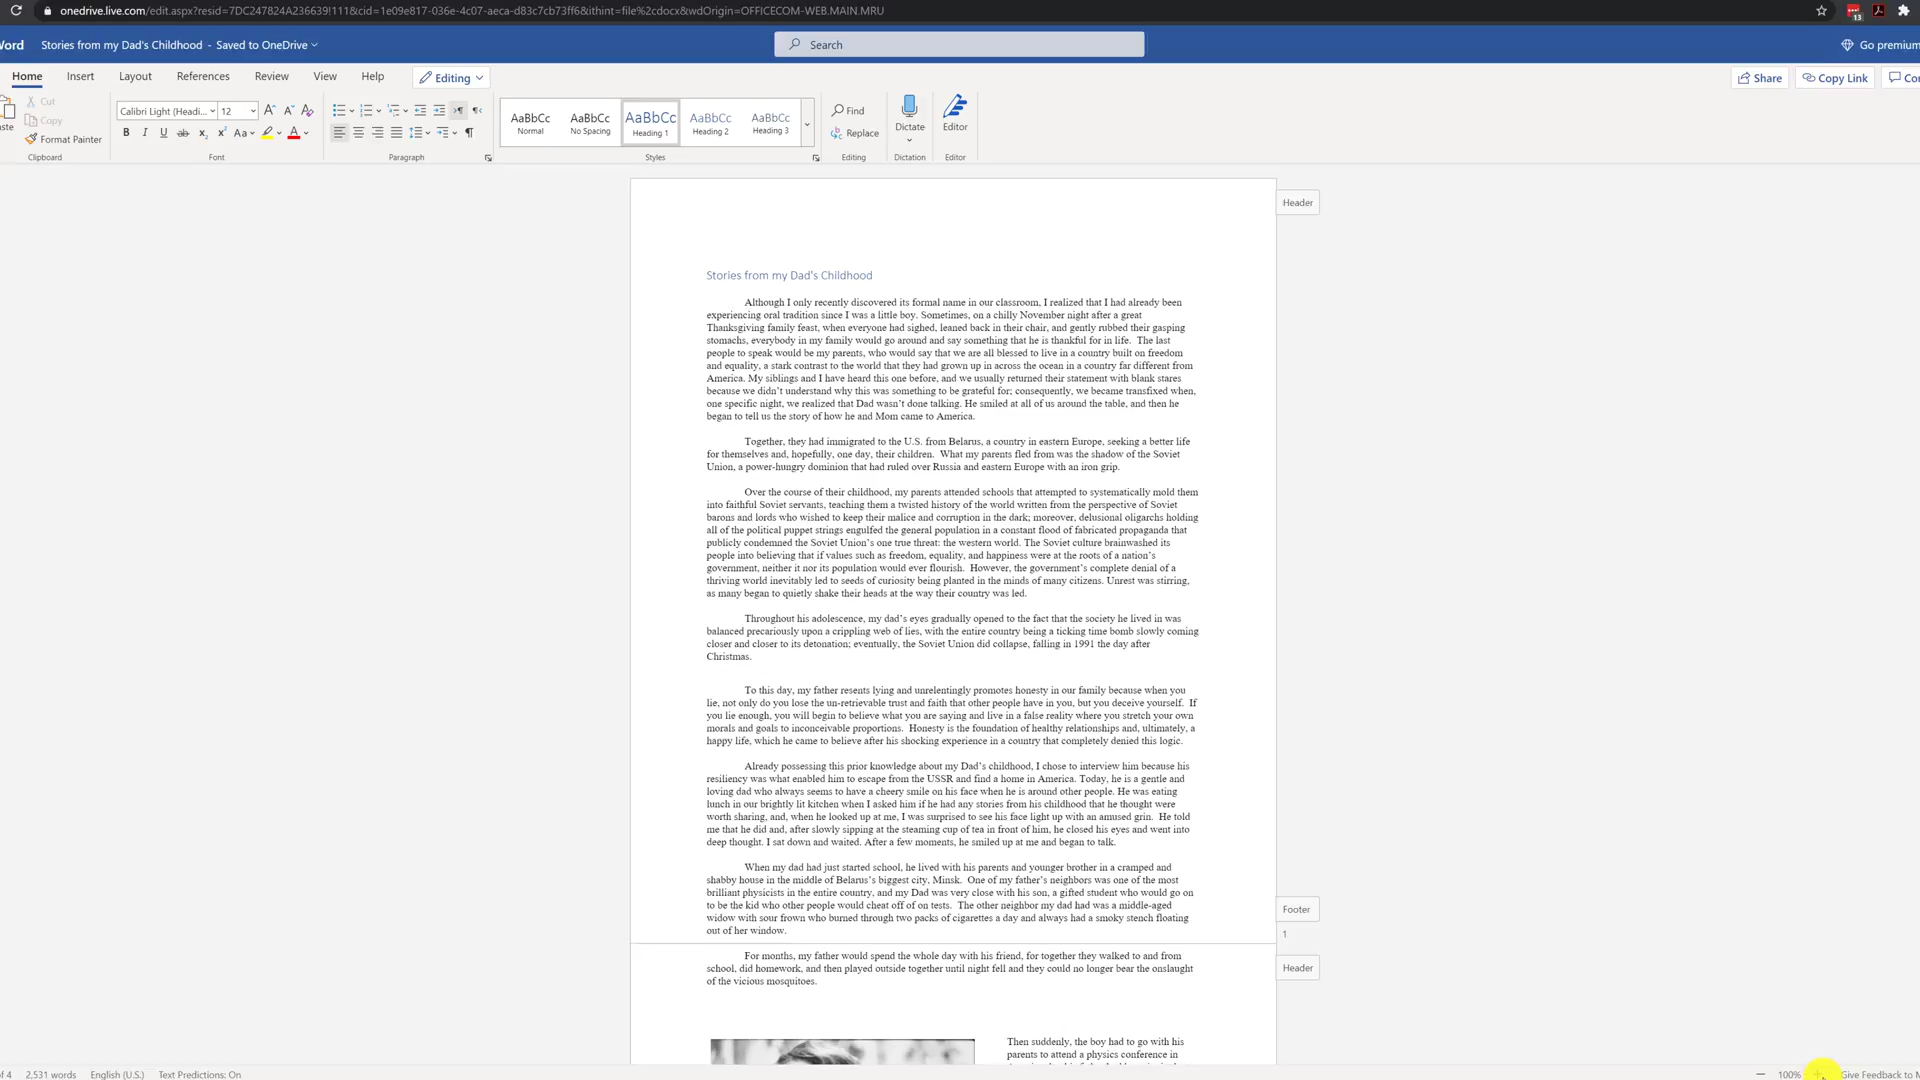 onedrive.live.com/edit.aspx?resid=7DC247824A236639!111&cid=1e09e817-036e-4c07-aeca-d83c7cb73ff6&ithint=file%2cdocx&wdOrigin=OFFICECOM-WEB.MAIN.MRU
13
Word Stories from my Dad's Childhood - Saved to OneDrive
Search
Go premium
Home Insert Layout References Review View Help Editing
Share Copy Link
Cut
Copy
Format Painter
Clipboard
Calibri Light (Headi... 12
B I U ab x₂ x² Aa A
Font
Paragraph
AaBbCc Normal
AaBbCc No Spacing
AaBbCc Heading 1
AaBbCc Heading 2
AaBbCc Heading 3
Styles
Find
Replace
Editing
Dictate
Dictation
Editor
Editor
Header
Stories from my Dad's Childhood
Although I only recently discovered its formal name in our classroom, I realized that I had already been
experiencing oral tradition since I was a little boy. Sometimes, on a chilly November night after a great
Thanksgiving family feast, when everyone had sighed, leaned back in their chair, and gently rubbed their gasping
stomachs, everybody in my family would go around and say something that he is thankful for in life.  The last
people to speak would be my parents, who would say that we are all blessed to live in a country built on freedom
and equality, a stark contrast to the world that they had grown up in across the ocean in a country far different from
America. My siblings and I have heard this one before, and we usually returned their statement with blank stares
because we didn't understand why this was something to be grateful for; consequently, we became transfixed when,
one specific night, we realized that Dad wasn't done talking. He smiled at all of us around the table, and then he
began to tell us the story of how he and Mom came to America.
Together, they had immigrated to the U.S. from Belarus, a country in eastern Europe, seeking a better life
for themselves and, hopefully, one day, their children.  What my parents fled from was the shadow of the Soviet
Union, a power-hungry dominion that had ruled over Russia and eastern Europe with an iron grip.
Over the course of their childhood, my parents attended schools that attempted to systematically mold them
into faithful Soviet servants, teaching them a twisted history of the world written from the perspective of Soviet
barons and lords who wished to keep their malice and corruption in the dark; moreover, delusional oligarchs holding
all of the political puppet strings engulfed the general population in a constant flood of fabricated propaganda that
publicly condemned the Soviet Union's one true threat: the western world. The Soviet culture brainwashed its
people into believing that if values such as freedom, equality, and happiness were at the roots of a nation's
government, neither it nor its population would ever flourish.  However, the government's complete denial of a
thriving world inevitably led to seeds of curiosity being planted in the minds of many citizens. Unrest was stirring,
as many began to quietly shake their heads at the way their country was led.
Throughout his adolescence, my dad's eyes gradually opened to the fact that the society he lived in was
balanced precariously upon a crippling web of lies, with the entire country being a ticking time bomb slowly coming
closer and closer to its detonation; eventually, the Soviet Union did collapse, falling in 1991 the day after
Christmas.
To this day, my father resents lying and unrelentingly promotes honesty in our family because when you
lie, not only do you lose the un-retrievable trust and faith that other people have in you, but you deceive yourself.  If
you lie enough, you will begin to believe what you are saying and live in a false reality where you stretch your own
morals and goals to inconceivable proportions.  Honesty is the foundation of healthy relationships and, ultimately, a
happy life, which he came to believe after his shocking experience in a country that completely denied this logic.
Already possessing this prior knowledge about my Dad's childhood, I chose to interview him because his
resiliency was what enabled him to escape from the USSR and find a home in America. Today, he is a gentle and
loving dad who always seems to have a cheery smile on his face when he is around other people. He was eating
lunch in our brightly lit kitchen when I asked him if he had any stories from his childhood that he thought were
worth sharing, and, when he looked up at me, I was surprised to see his face light up with an amused grin.  He told
me that he did and, after slowly sipping at the steaming cup of tea in front of him, he closed his eyes and went into
deep thought. I sat down and waited. After a few moments, he smiled up at me and began to talk.
When my dad had just started school, he lived with his parents and younger brother in a cramped and
shabby house in the middle of Belarus's biggest city, Minsk.  One of my father's neighbors was one of the most
brilliant physicists in the entire country, and my Dad was very close with his son, a gifted student who would go on
to be the kid who other people would cheat off of on tests.  The other neighbor my dad had was a middle-aged
widow with sour frown who burned through two packs of cigarettes a day and always had a smoky stench floating
out of her window.
Footer
1
For months, my father would spend the whole day with his friend, for together they walked to and from
school, did homework, and then played outside together until night fell and they could no longer bear the onslaught
of the vicious mosquitoes.
Header
Then suddenly, the boy had to go with his
parents to attend a physics conference in
of 4 2,531 words English (U.S.) Text Predictions: On
100% Give Feedback to